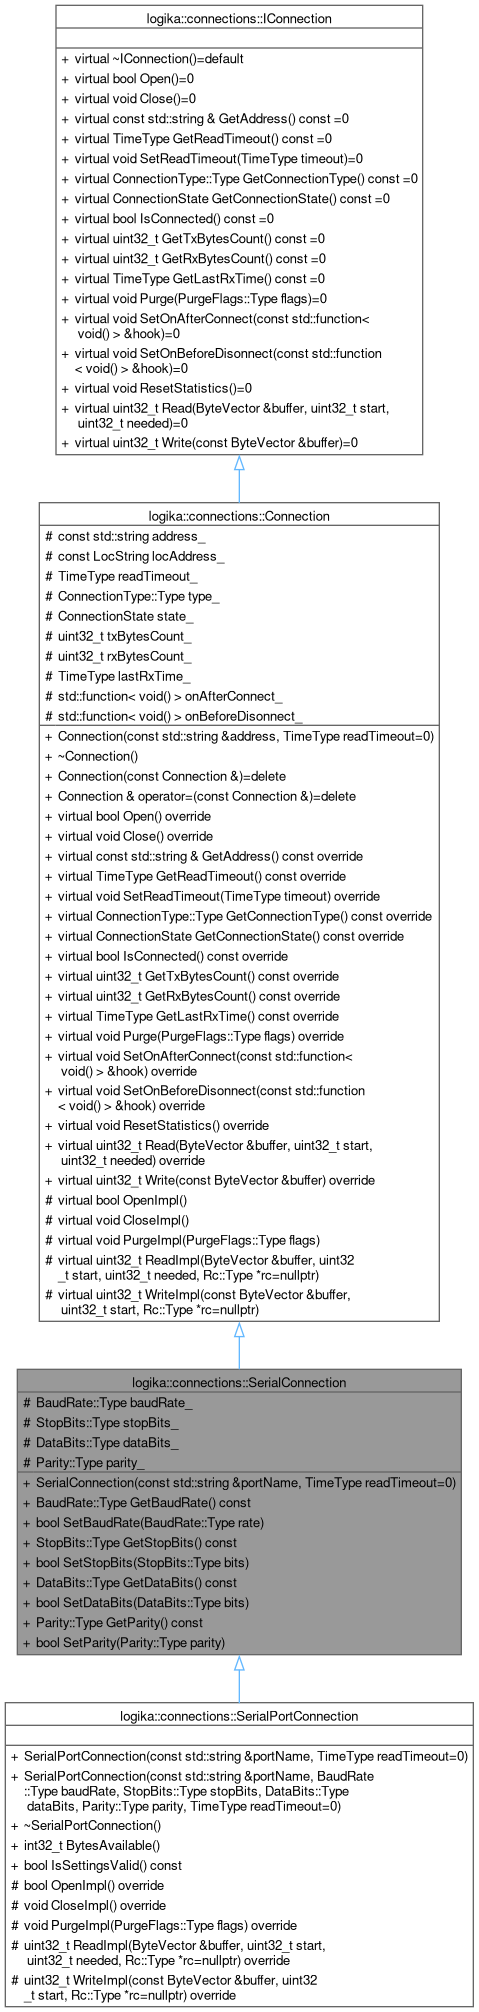 logika::connections::IConnection
+ virtual ~IConnection()=default
+ virtual bool Open()=0
+ virtual void Close()=0
+ virtual const std::string & GetAddress() const =0
+ virtual TimeType GetReadTimeout() const =0
+ virtual void SetReadTimeout(TimeType timeout)=0
+ virtual ConnectionType::Type GetConnectionType() const =0
+ virtual ConnectionState GetConnectionState() const =0
+ virtual bool IsConnected() const =0
+ virtual uint32_t GetTxBytesCount() const =0
+ virtual uint32_t GetRxBytesCount() const =0
+ virtual TimeType GetLastRxTime() const =0
+ virtual void Purge(PurgeFlags::Type flags)=0
+ virtual void SetOnAfterConnect(const std::function<
void() > &hook)=0
+ virtual void SetOnBeforeDisonnect(const std::function
< void() > &hook)=0
+ virtual void ResetStatistics()=0
+ virtual uint32_t Read(ByteVector &buffer, uint32_t start,
uint32_t needed)=0
+ virtual uint32_t Write(const ByteVector &buffer)=0
logika::connections::Connection
# const std::string address_
# const LocString locAddress_
# TimeType readTimeout_
# ConnectionType::Type type_
# ConnectionState state_
# uint32_t txBytesCount_
# uint32_t rxBytesCount_
# TimeType lastRxTime_
# std::function< void() > onAfterConnect_
# std::function< void() > onBeforeDisonnect_
+ Connection(const std::string &address, TimeType readTimeout=0)
+ ~Connection()
+ Connection(const Connection &)=delete
+ Connection & operator=(const Connection &)=delete
+ virtual bool Open() override
+ virtual void Close() override
+ virtual const std::string & GetAddress() const override
+ virtual TimeType GetReadTimeout() const override
+ virtual void SetReadTimeout(TimeType timeout) override
+ virtual ConnectionType::Type GetConnectionType() const override
+ virtual ConnectionState GetConnectionState() const override
+ virtual bool IsConnected() const override
+ virtual uint32_t GetTxBytesCount() const override
+ virtual uint32_t GetRxBytesCount() const override
+ virtual TimeType GetLastRxTime() const override
+ virtual void Purge(PurgeFlags::Type flags) override
+ virtual void SetOnAfterConnect(const std::function<
void() > &hook) override
+ virtual void SetOnBeforeDisonnect(const std::function
< void() > &hook) override
+ virtual void ResetStatistics() override
+ virtual uint32_t Read(ByteVector &buffer, uint32_t start,
uint32_t needed) override
+ virtual uint32_t Write(const ByteVector &buffer) override
# virtual bool OpenImpl()
# virtual void CloseImpl()
# virtual void PurgeImpl(PurgeFlags::Type flags)
# virtual uint32_t ReadImpl(ByteVector &buffer, uint32
_t start, uint32_t needed, Rc::Type *rc=nullptr)
# virtual uint32_t WriteImpl(const ByteVector &buffer,
uint32_t start, Rc::Type *rc=nullptr)
logika::connections::SerialConnection
# BaudRate::Type baudRate_
# StopBits::Type stopBits_
# DataBits::Type dataBits_
# Parity::Type parity_
+ SerialConnection(const std::string &portName, TimeType readTimeout=0)
+ BaudRate::Type GetBaudRate() const
+ bool SetBaudRate(BaudRate::Type rate)
+ StopBits::Type GetStopBits() const
+ bool SetStopBits(StopBits::Type bits)
+ DataBits::Type GetDataBits() const
+ bool SetDataBits(DataBits::Type bits)
+ Parity::Type GetParity() const
+ bool SetParity(Parity::Type parity)
logika::connections::SerialPortConnection
+ SerialPortConnection(const std::string &portName, TimeType readTimeout=0)
+ SerialPortConnection(const std::string &portName, BaudRate
::Type baudRate, StopBits::Type stopBits, DataBits::Type
dataBits, Parity::Type parity, TimeType readTimeout=0)
+ ~SerialPortConnection()
+ int32_t BytesAvailable()
+ bool IsSettingsValid() const
# bool OpenImpl() override
# void CloseImpl() override
# void PurgeImpl(PurgeFlags::Type flags) override
# uint32_t ReadImpl(ByteVector &buffer, uint32_t start,
uint32_t needed, Rc::Type *rc=nullptr) override
# uint32_t WriteImpl(const ByteVector &buffer, uint32
_t start, Rc::Type *rc=nullptr) override